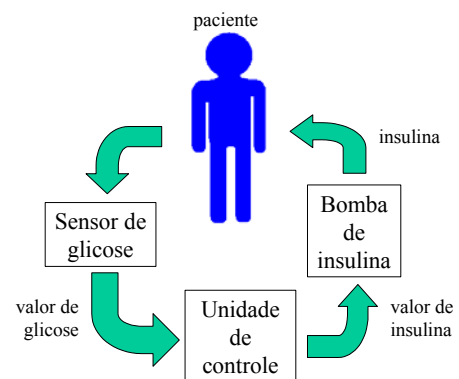 paciente
insulina
Sensor de
glicose
Bomba
de
insulina
valor de
glicose
Unidade
de
controle
valor de
insulina